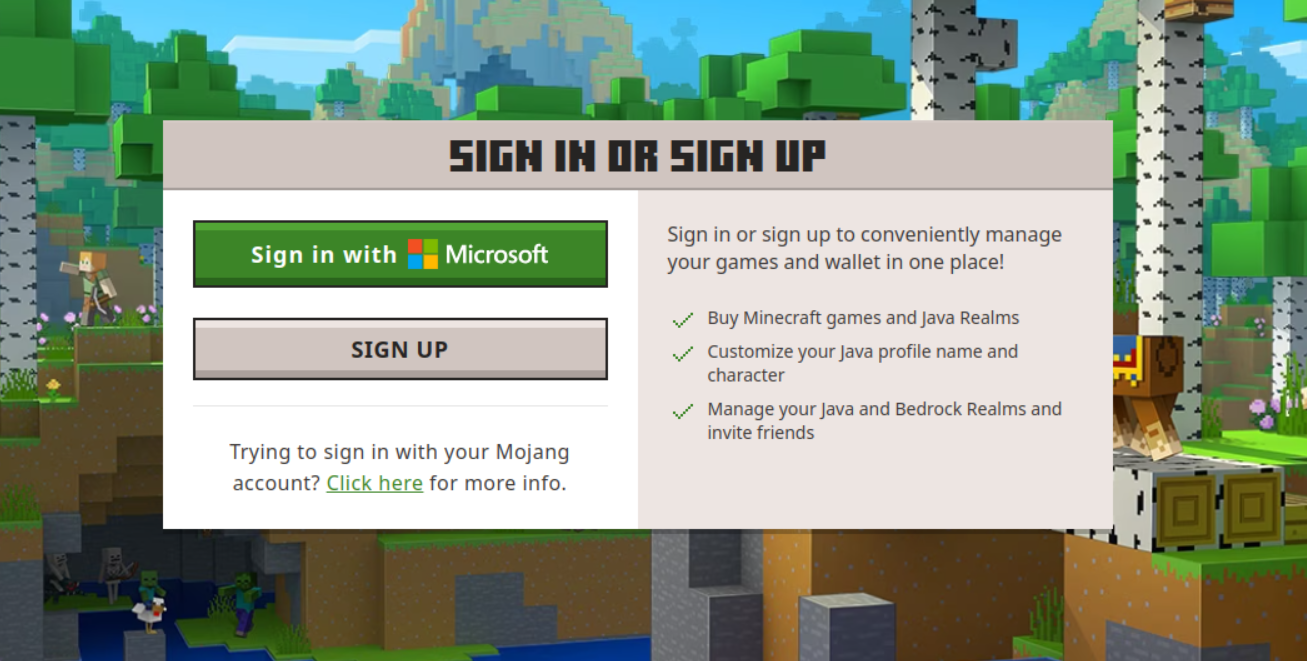 SIGN IN OR SIGN UP
Sign in with Microsoft
SIGN UP
Trying to sign in with your Mojang
account? Click here for more info.
Sign in or sign up to conveniently manage
your games and wallet in one place!
Buy Minecraft games and Java Realms
Customize your Java profile name and
character
Manage your Java and Bedrock Realms and
invite friends